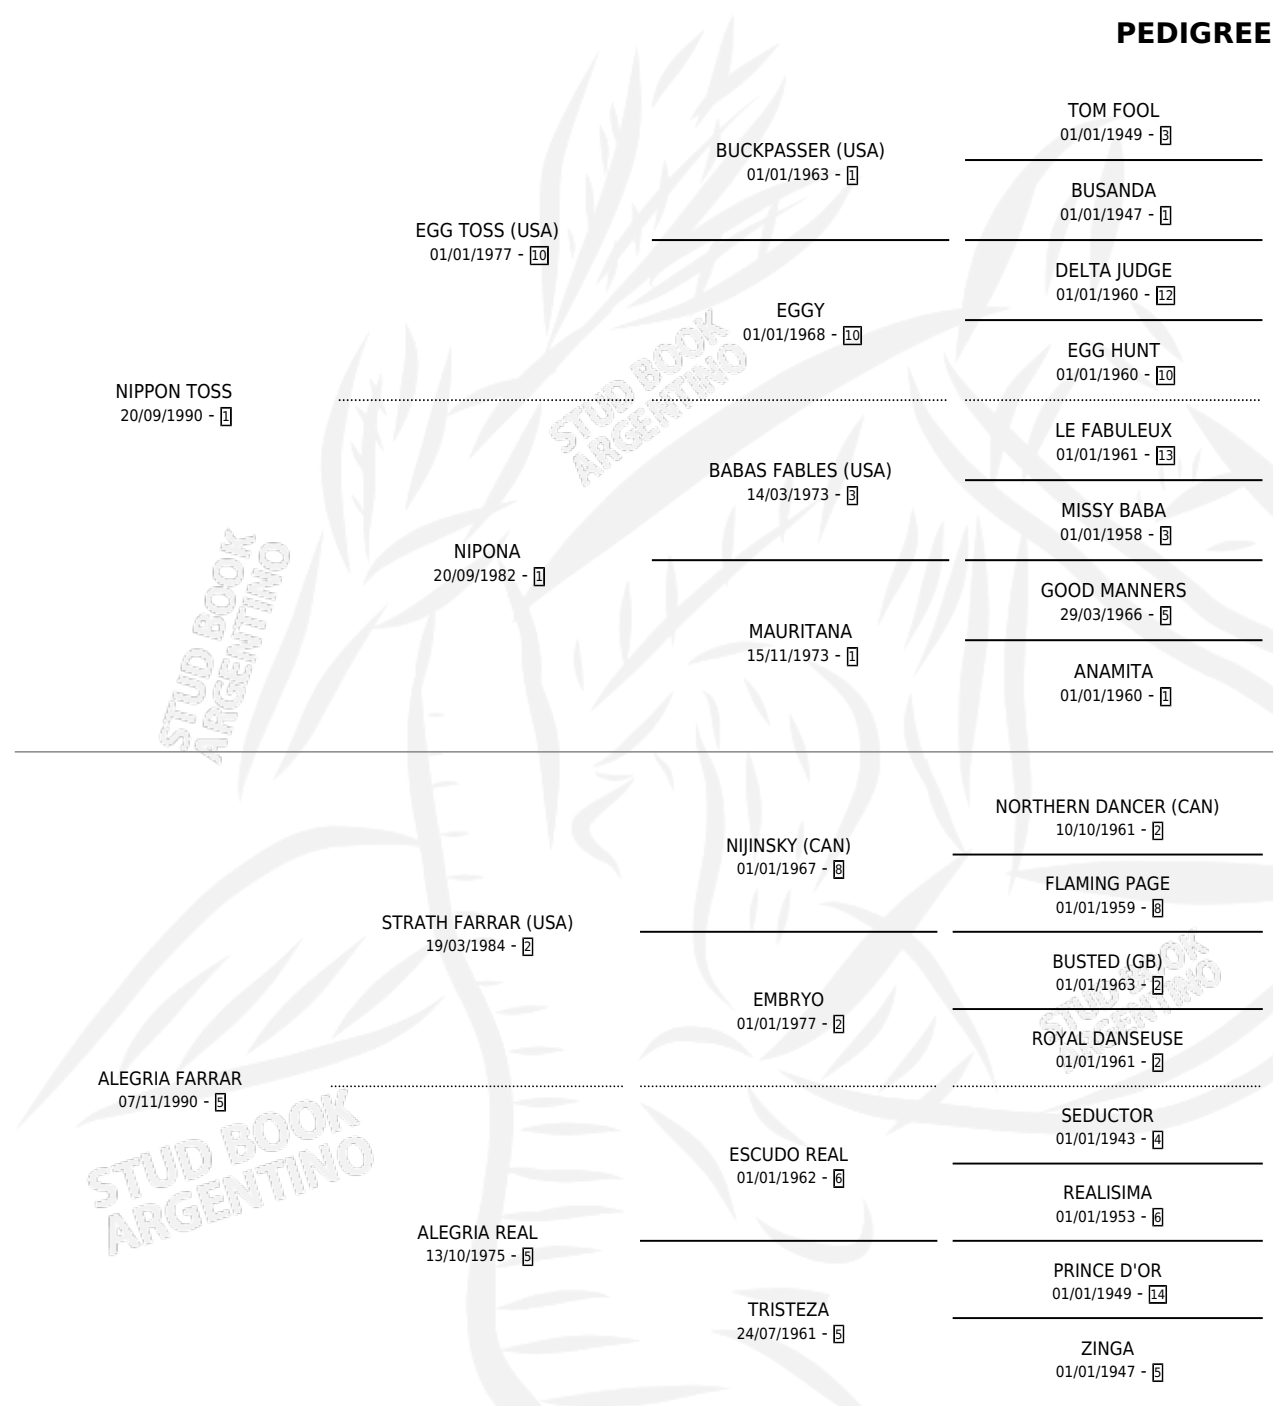 PEDIGREE
TOM FOOL
01/01/1949 - 3
BUCKPASSER (USA)
01/01/1963 - 1
BUSANDA
01/01/1947 - 1
EGG TOSS (USA)
01/01/1977 - 10
DELTA JUDGE
01/01/1960 - 12
EGGY
01/01/1968 - 10
EGG HUNT
01/01/1960 - 10
NIPPON TOSS
20/09/1990 - 1
STUD BOOK
ARGENTINO
LE FABULEUX
01/01/1961 - 13
BABAS FABLES (USA)
14/03/1973 - 3
MISSY BABA
01/01/1958 - 3
NIPONA
20/09/1982 - 1
GOOD MANNERS
29/03/1966 - 5
MAURITANA
15/11/1973 - 1
ANAMITA
01/01/1960 - 1
STUD BOOK
ARGENTINO
NORTHERN DANCER (CAN)
10/10/1961 - 2
NIJINSKY (CAN)
01/01/1967 - 8
FLAMING PAGE
01/01/1959 - 8
STRATH FARRAR (USA)
19/03/1984 - 2
BUSTED (GB)
01/01/1963 - 2
EMBRYO
01/01/1977 - 2
ROYAL DANSEUSE
01/01/1961 - 2
STUD BOOK
ARGENTINO
ALEGRIA FARRAR
07/11/1990 - 5
SEDUCTOR
01/01/1943 - 4
ESCUDO REAL
01/01/1962 - 6
REALISIMA
01/01/1953 - 6
STUD BOOK
ARGENTINO
ALEGRIA REAL
13/10/1975 - 5
PRINCE D'OR
01/01/1949 - 14
TRISTEZA
24/07/1961 - 5
ZINGA
01/01/1947 - 5